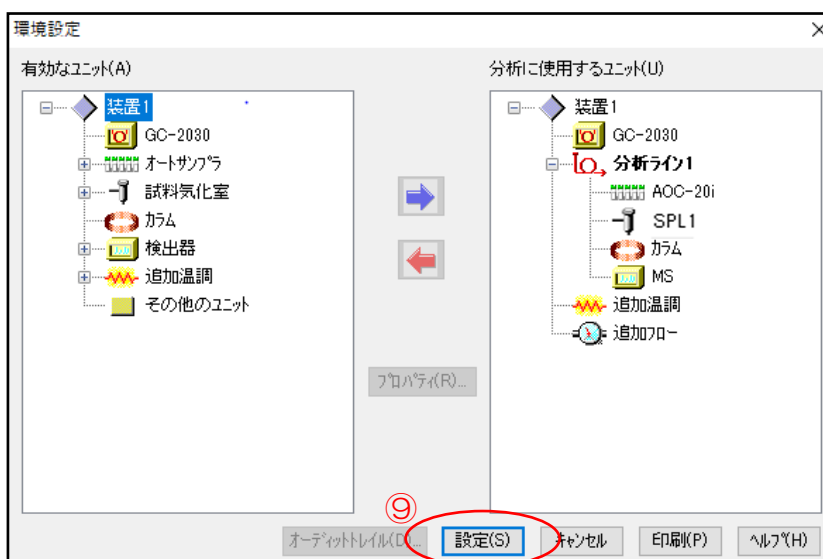 環境設定
有効なユニット(A)
分析に使用するユニット(U)
装置1
GC-2030
オートサンプラ
試料気化室
カラム
検出器
追加温調
その他のユニット
プロパティ(R)...
装置1
GC-2030
分析ライン1
AOC-20i
SPL1
カラム
MS
追加温調
追加フロー
⑨
オーディットトレイル(D)... 設定(S) キャンセル 印刷(P) ヘルプ(H)